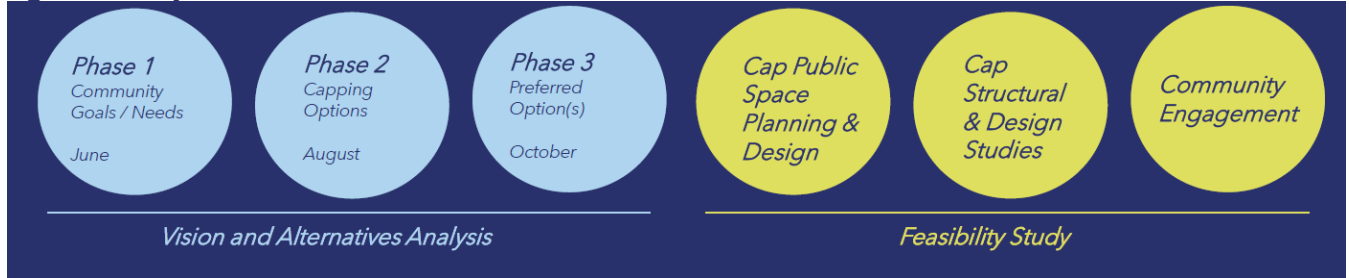 Phase 1
Community
Goals / Needs
June
Phase 2
Capping
Options
August
Phase 3
Preferred
Option(s)
October
Cap Public
Space
Planning &
Design
Cap
Structural
& Design
Studies
Community
Engagement
Vision and Alternatives Analysis
Feasibility Study